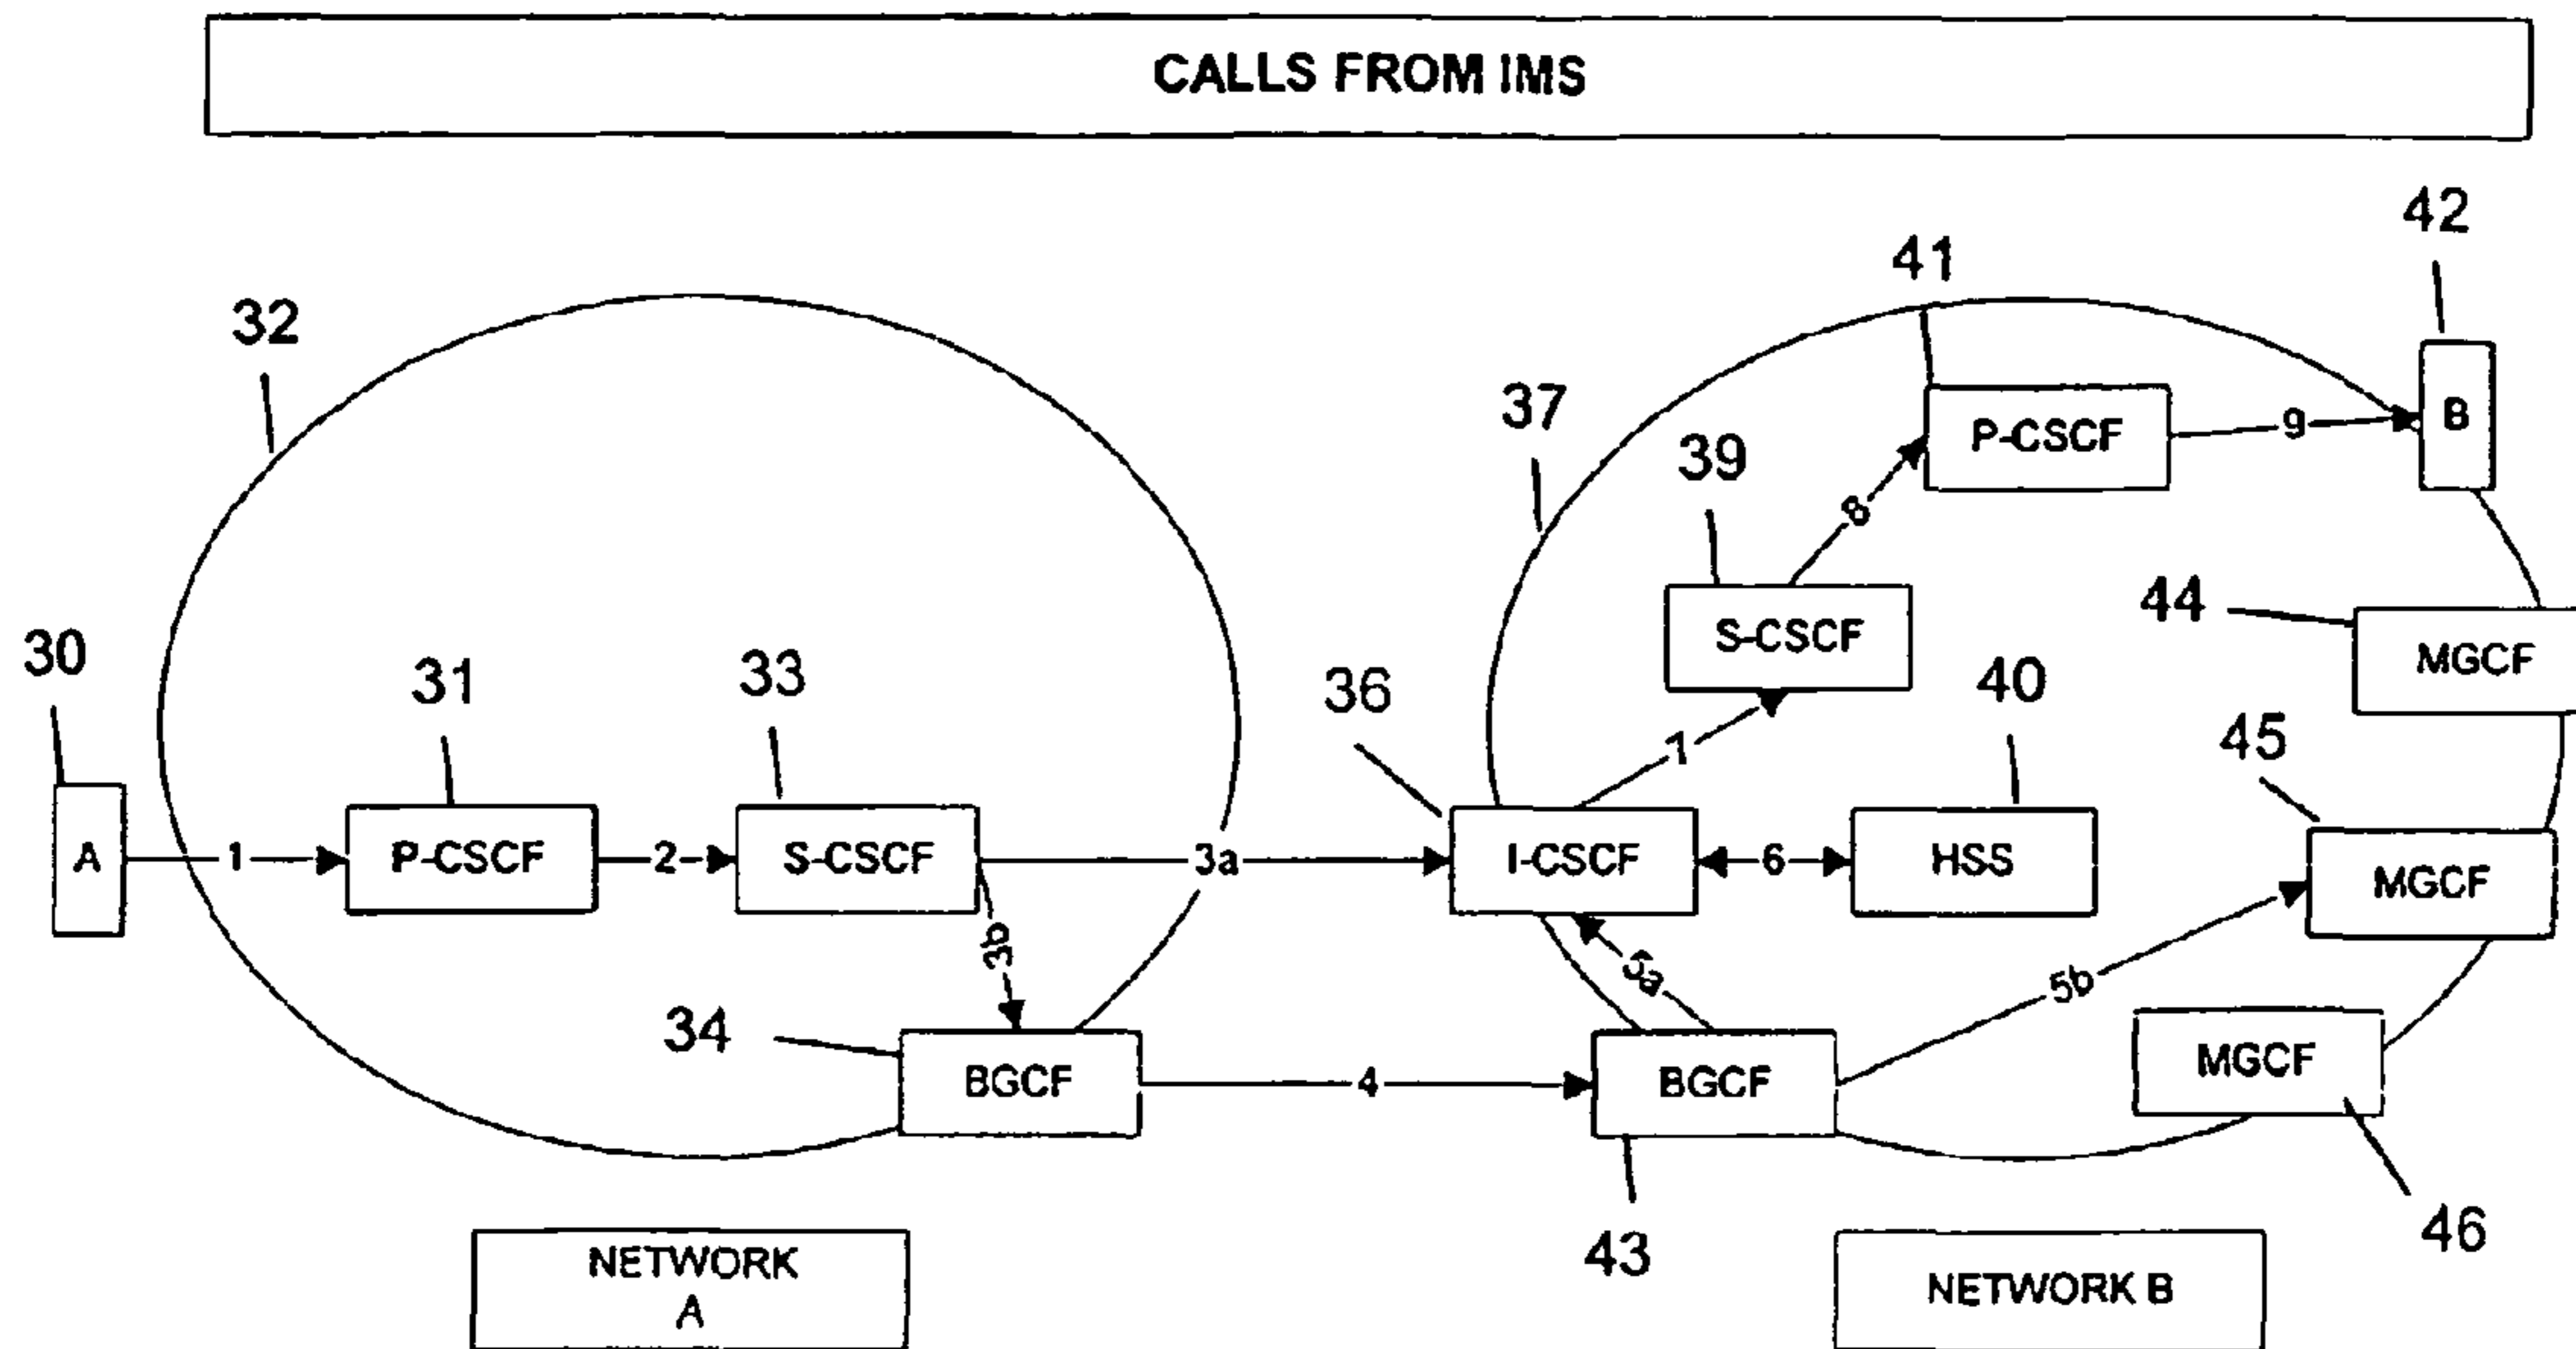 CALLS FROM IMS
42
41
32
37
39
P-CSCF
9
B
8
44
S-CSCF
MGCF
30
31
33
36
40
45
7
A
1
P-CSCF
2
S-CSCF
3a
I-CSCF
6
HSS
MGCF
3b
5a
5b
34
BGCF
4
BGCF
MGCF
43
46
NETWORK
A
NETWORK B